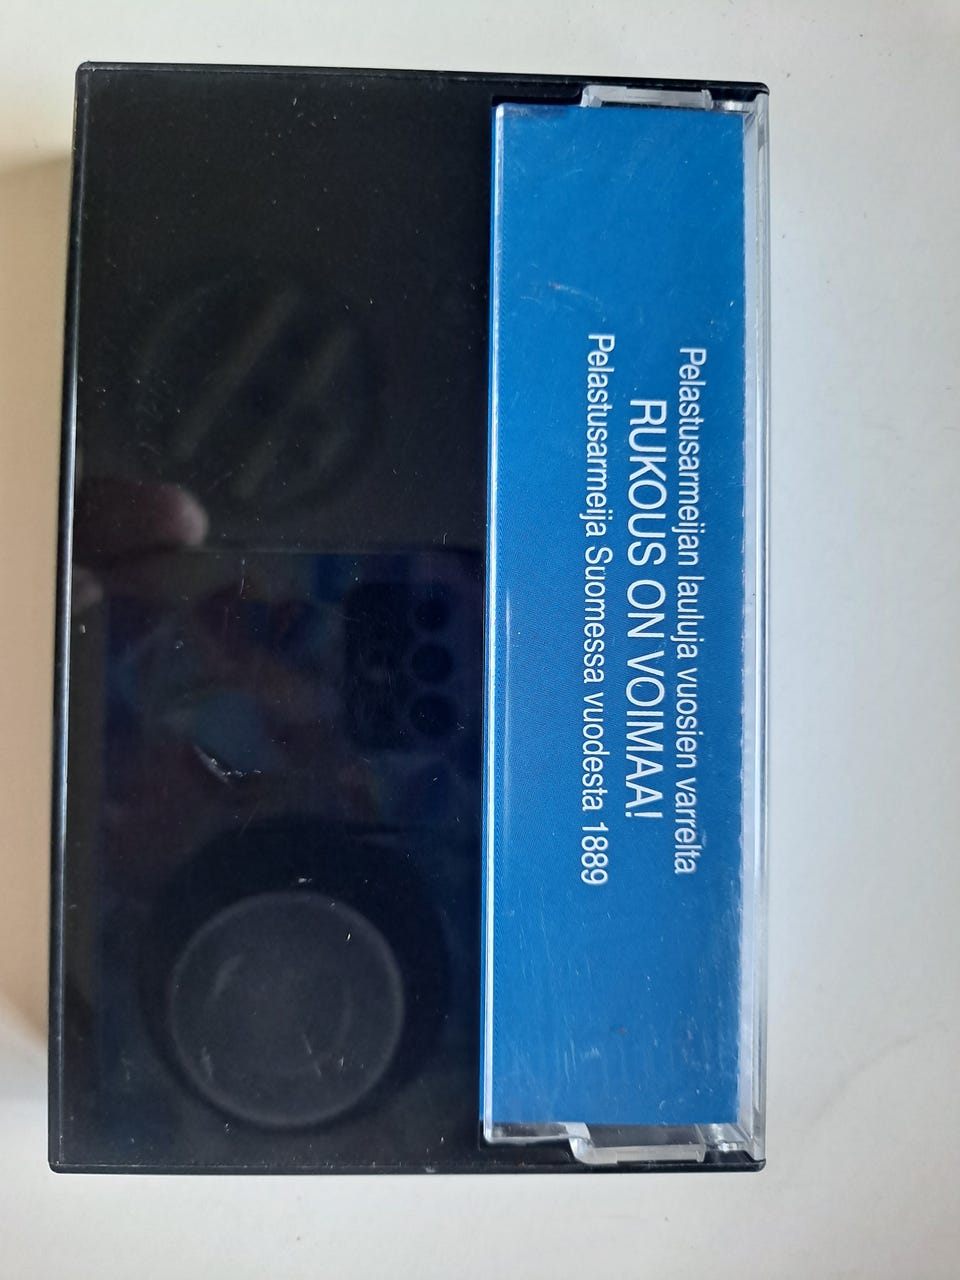 Pelastusarmeijan lauluja vuosien varrelta
RUKOUS ON VOIMAA!
Pelastusarmeija Suomessa vuodesta 1889